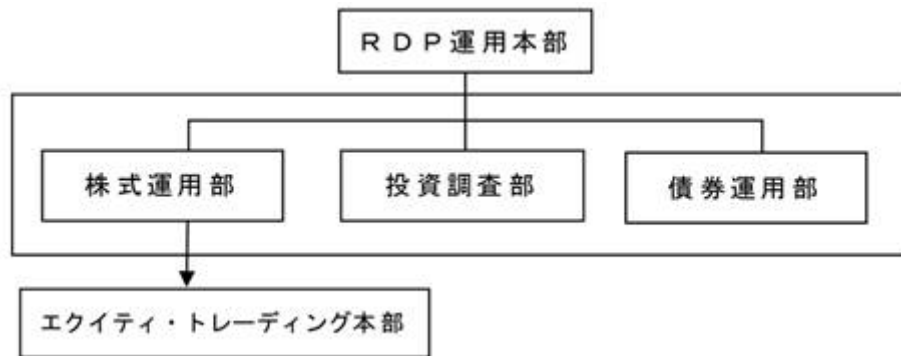 ＲＤＰ運用本部
株式運用部
投資調査部
債券運用部
エクイティ・トレーディング本部